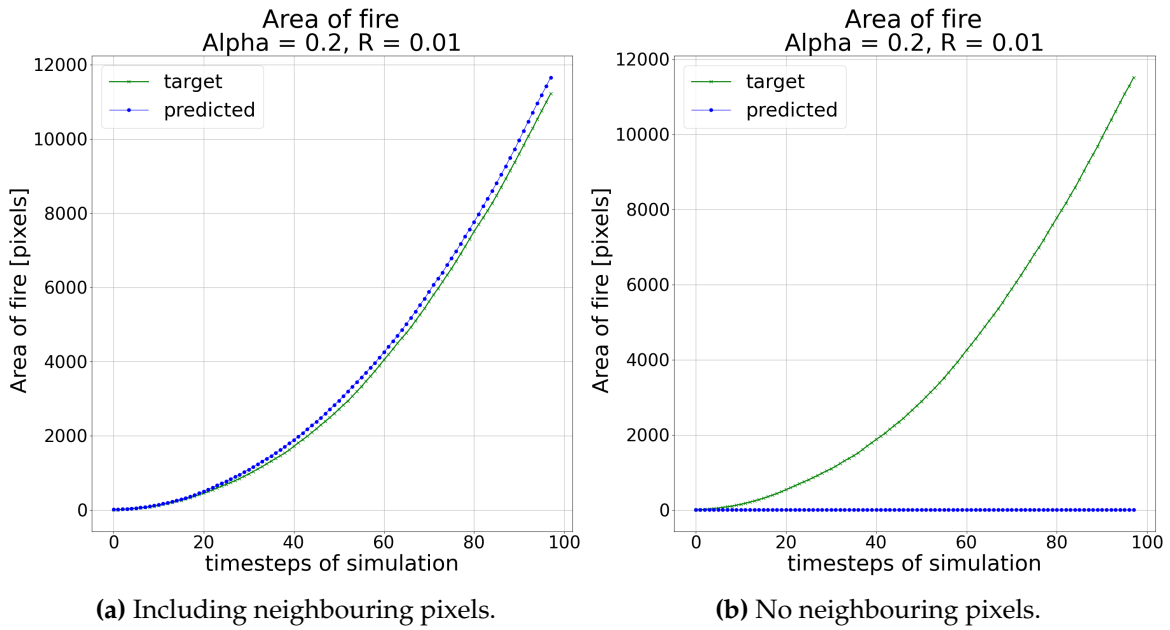 Area of fire
Alpha = 0.2, R = 0.01
12000
10000
8000
6000
4000
2000
0
Area of fire [pixels]
target
predicted
0 20 40 60 80 100
timesteps of simulation
(a) Including neighbouring pixels.
Area of fire
Alpha = 0.2, R = 0.01
12000
10000
8000
6000
4000
2000
0
Area of fire [pixels]
target
predicted
0 20 40 60 80 100
timesteps of simulation
(b) No neighbouring pixels.